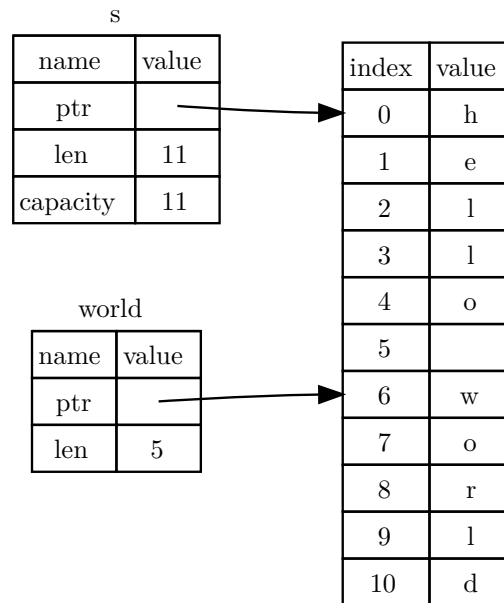 s
name value
ptr
len 11
capacity 11
world
name value
ptr
len 5
index value
0 h
1 e
2 l
3 l
4 o
5
6 w
7 o
8 r
9 l
10 d